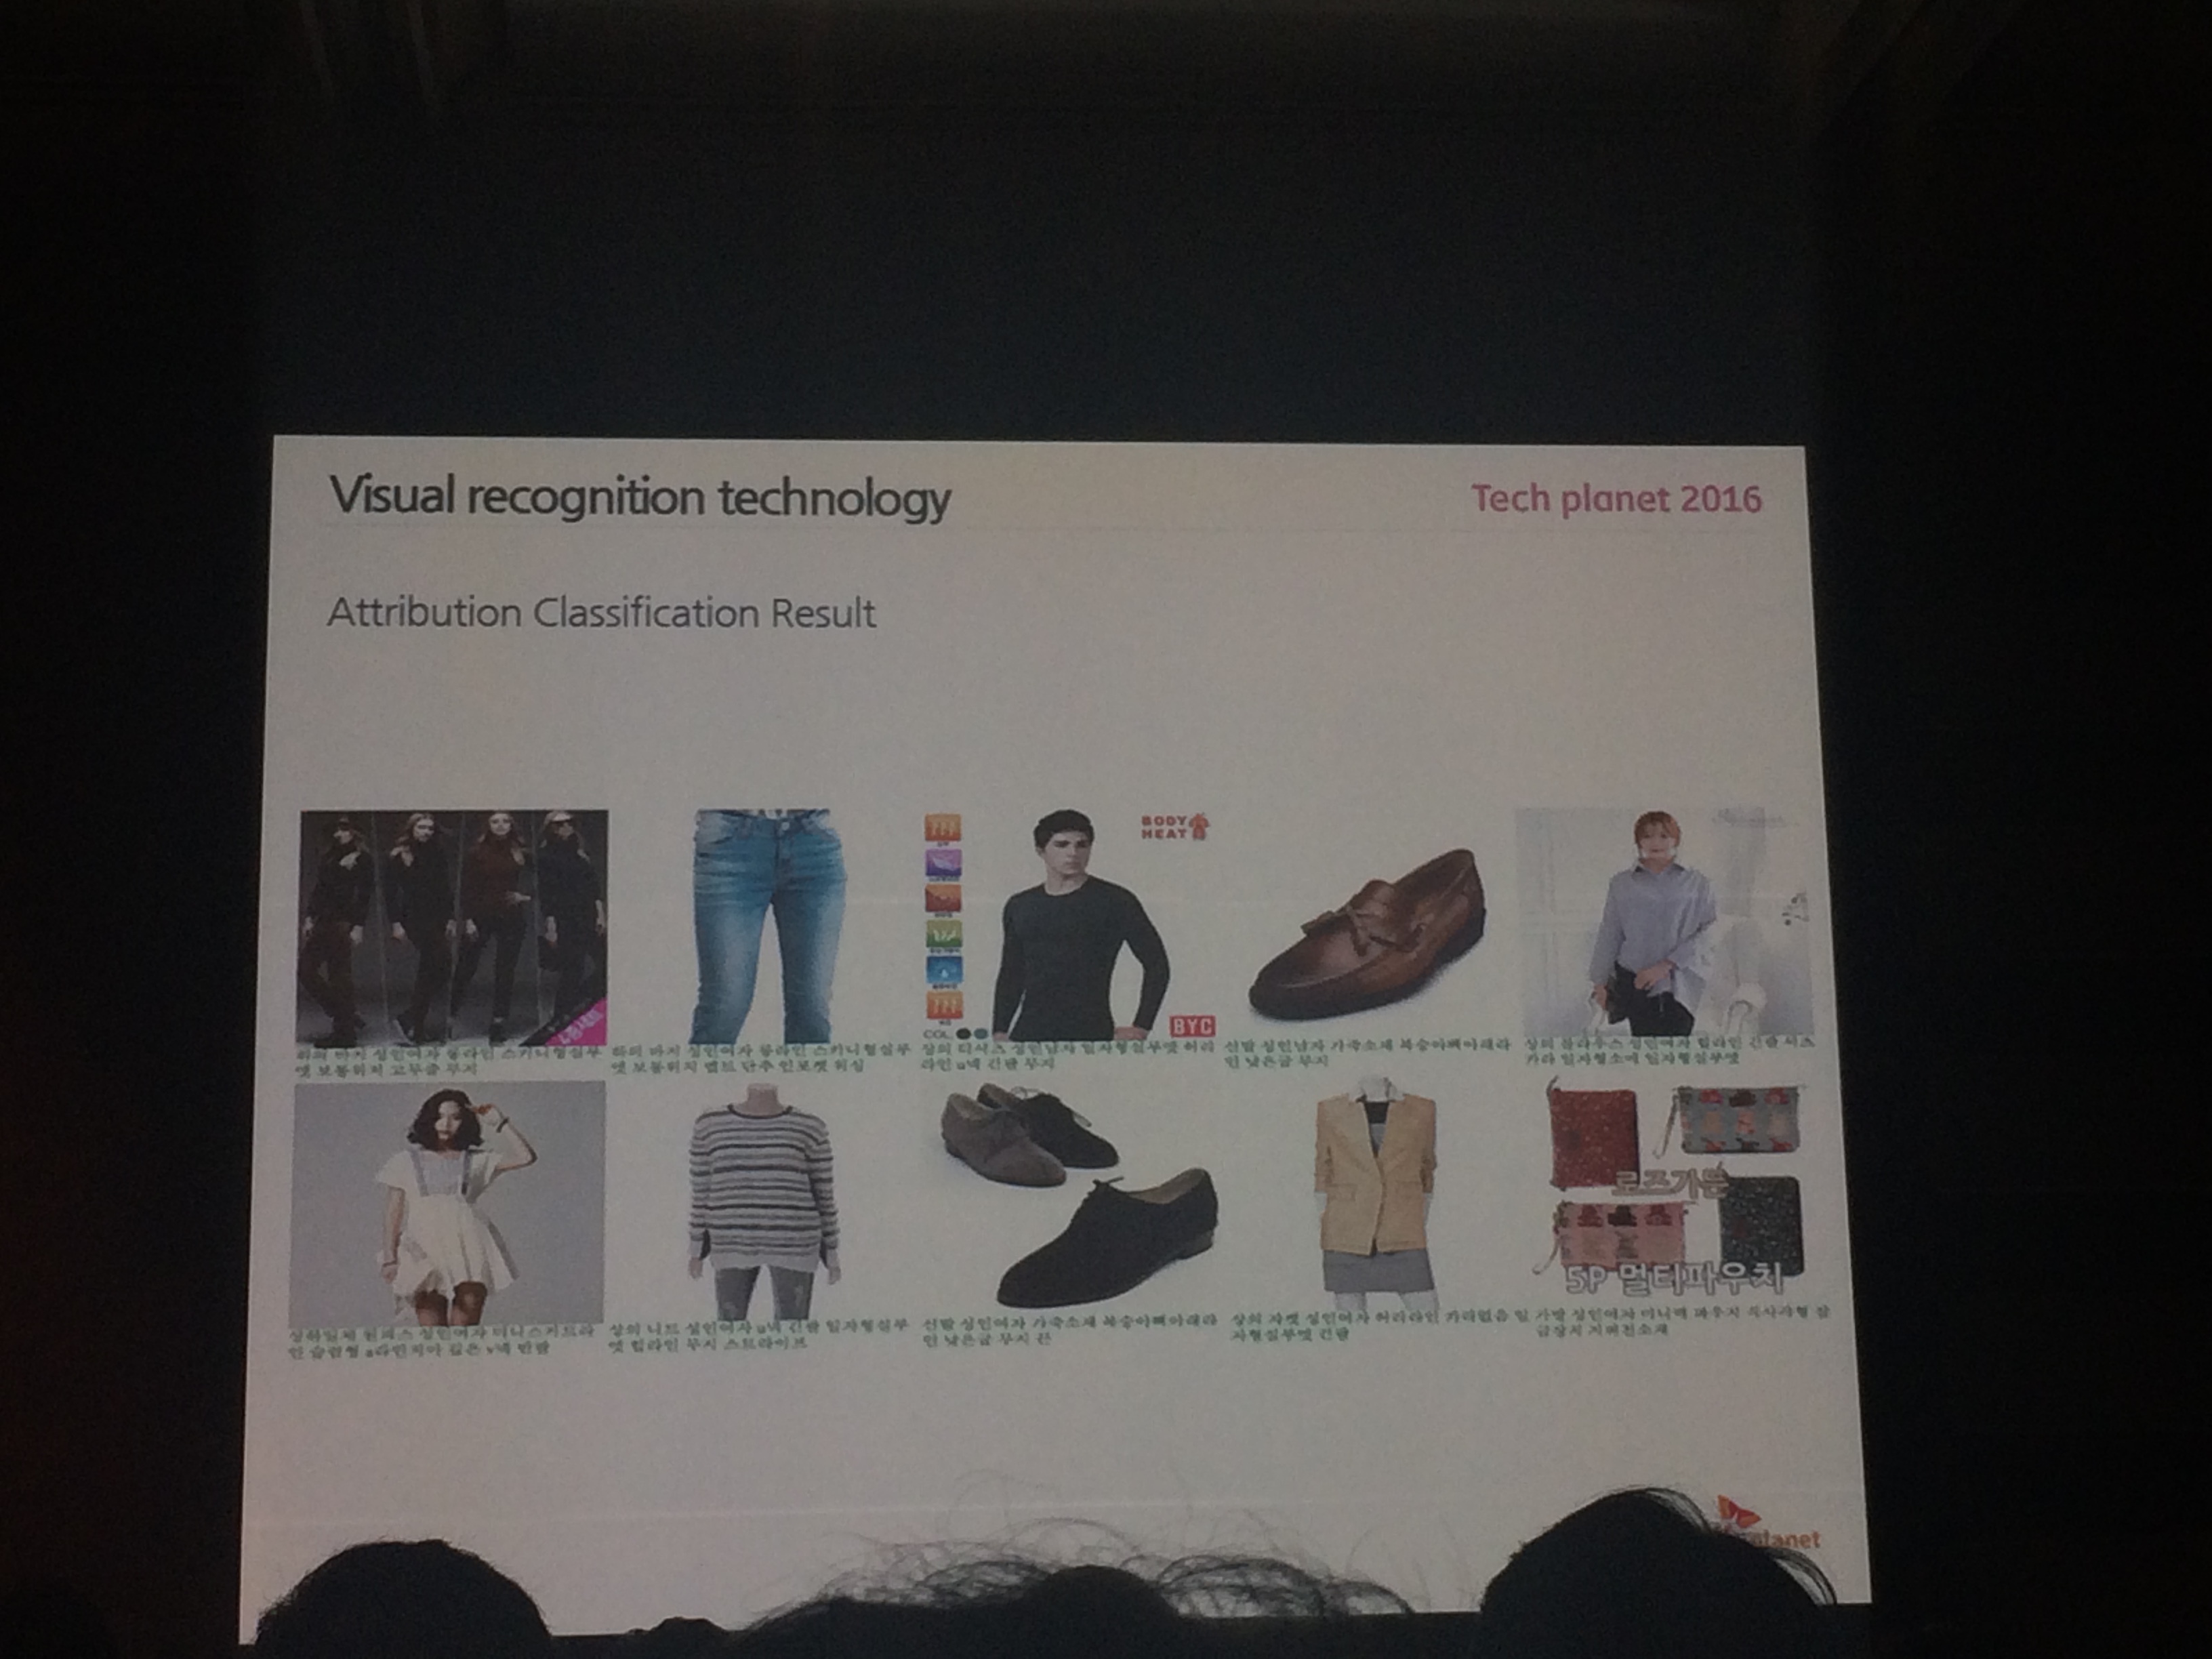 Visual recognition technology
Tech planet 2016
Attribution Classification Result
BODY
HEAT
COL
BYC
하의 바지 성인여자 롱라인 스키니형실루
엣 보통위치 고무줄 무지
하의 바지 성인여자 롱라인 스키니형실루
엣 보통위치 벨트 단추 인포켓 워싱
상의 티셔츠 성인남자 일자형실루엣 허리
라인 u넥 긴팔 무지
신발 성인남자 가죽소재 복숭아뼈아래라
인 낮은굽 무지
상의 블라우스 성인여자 힙라인 긴팔 셔츠
카라 일자형소매 일자형실루엣
로즈가든
5P 멀티파우치
상하일체 원피스 성인여자 미니스커트라
인 슬림형 a라인치마 깊은 v넥 반팔
상의 니트 성인여자 u넥 긴팔 일자형실루
엣 힙라인 무지 스트라이프
신발 성인여자 가죽소재 복숭아뼈아래라
인 낮은굽 무지 끈
상의 자켓 성인여자 허리라인 카라없음 일
자형실루엣 긴팔
가방 성인여자 미니백 파우치 직사각형 잠
금장치 지퍼천소재
planet